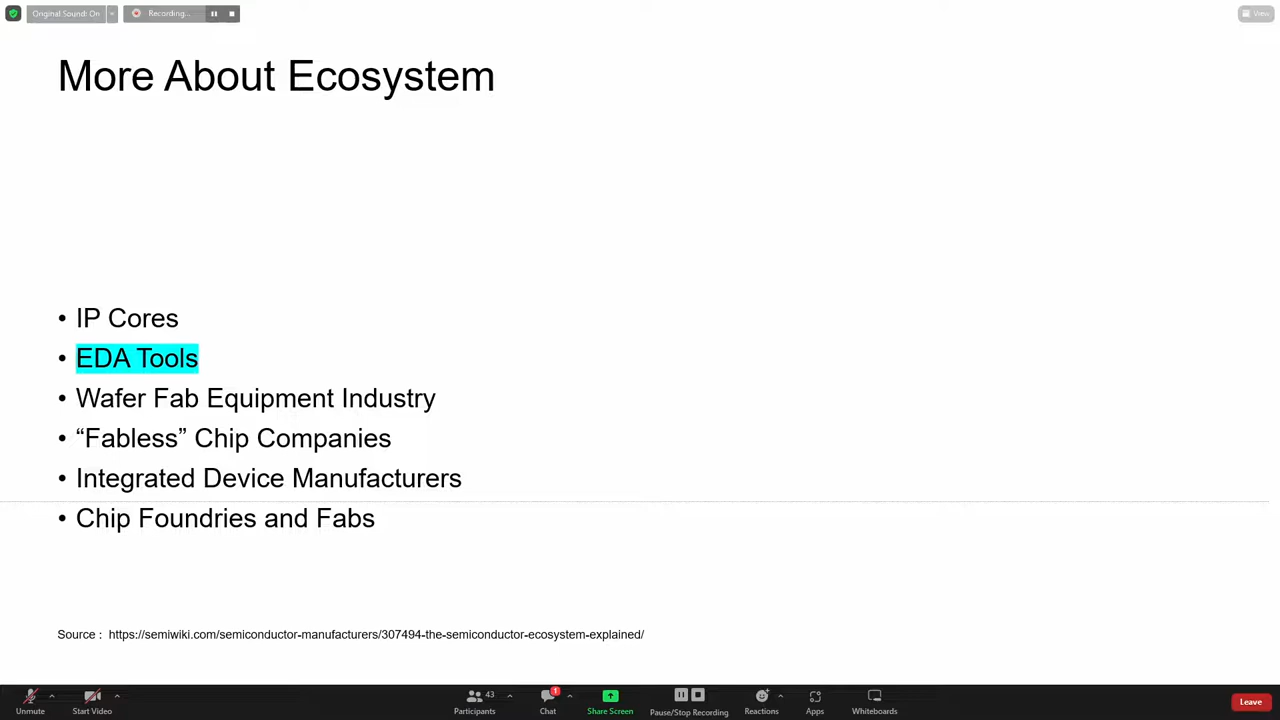 Original Sound: On
Recording...
View
More About Ecosystem
• IP Cores
• EDA Tools
• Wafer Fab Equipment Industry
• “Fabless” Chip Companies
• Integrated Device Manufacturers
• Chip Foundries and Fabs
Source : https://semiwiki.com/semiconductor-manufacturers/307494-the-semiconductor-ecosystem-explained/
43
1
Unmute Start Video Participants Chat Share Screen Pause/Stop Recording Reactions Apps Whiteboards Leave